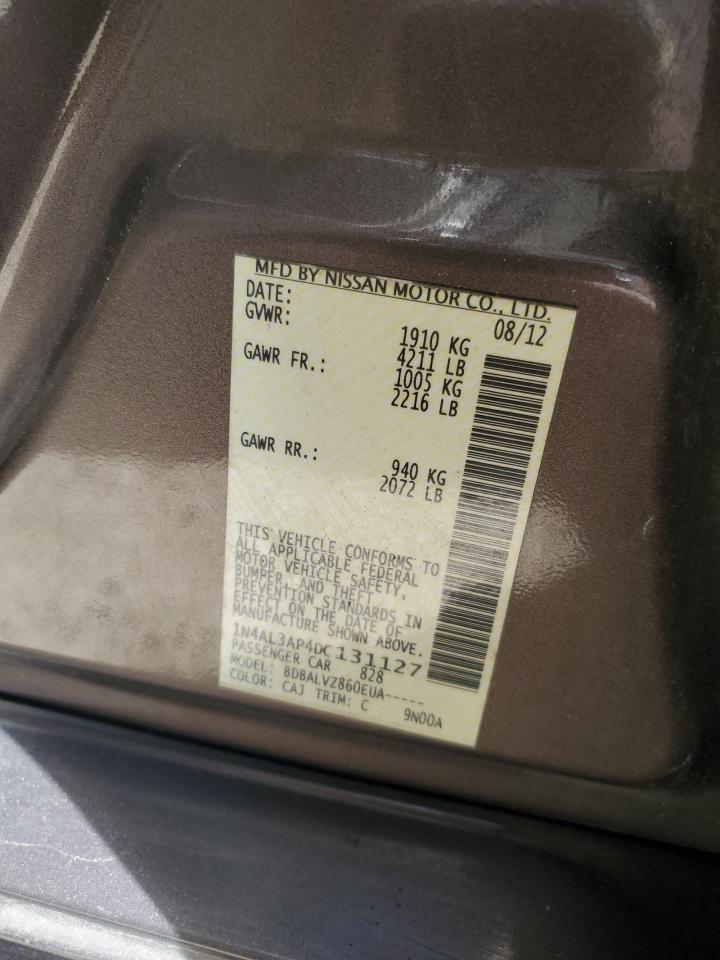 MFD BY NISSAN MOTOR CO., LTD.
DATE: 08/12
GVWR: 1910 KG
4211 LB
GAWR FR.: 1005 KG
2216 LB
GAWR RR.: 940 KG
2072 LB
THIS VEHICLE CONFORMS TO
ALL APPLICABLE FEDERAL
MOTOR VEHICLE SAFETY,
BUMPER, AND THEFT
PREVENTION STANDARDS IN
EFFECT ON THE DATE OF
MANUFACTURE SHOWN ABOVE.
1N4AL3AP4DC131127
PASSENGER CAR 828
MODEL: BDBALVZ860EUA-----
COLOR: CAJ TRIM: C 9N00A